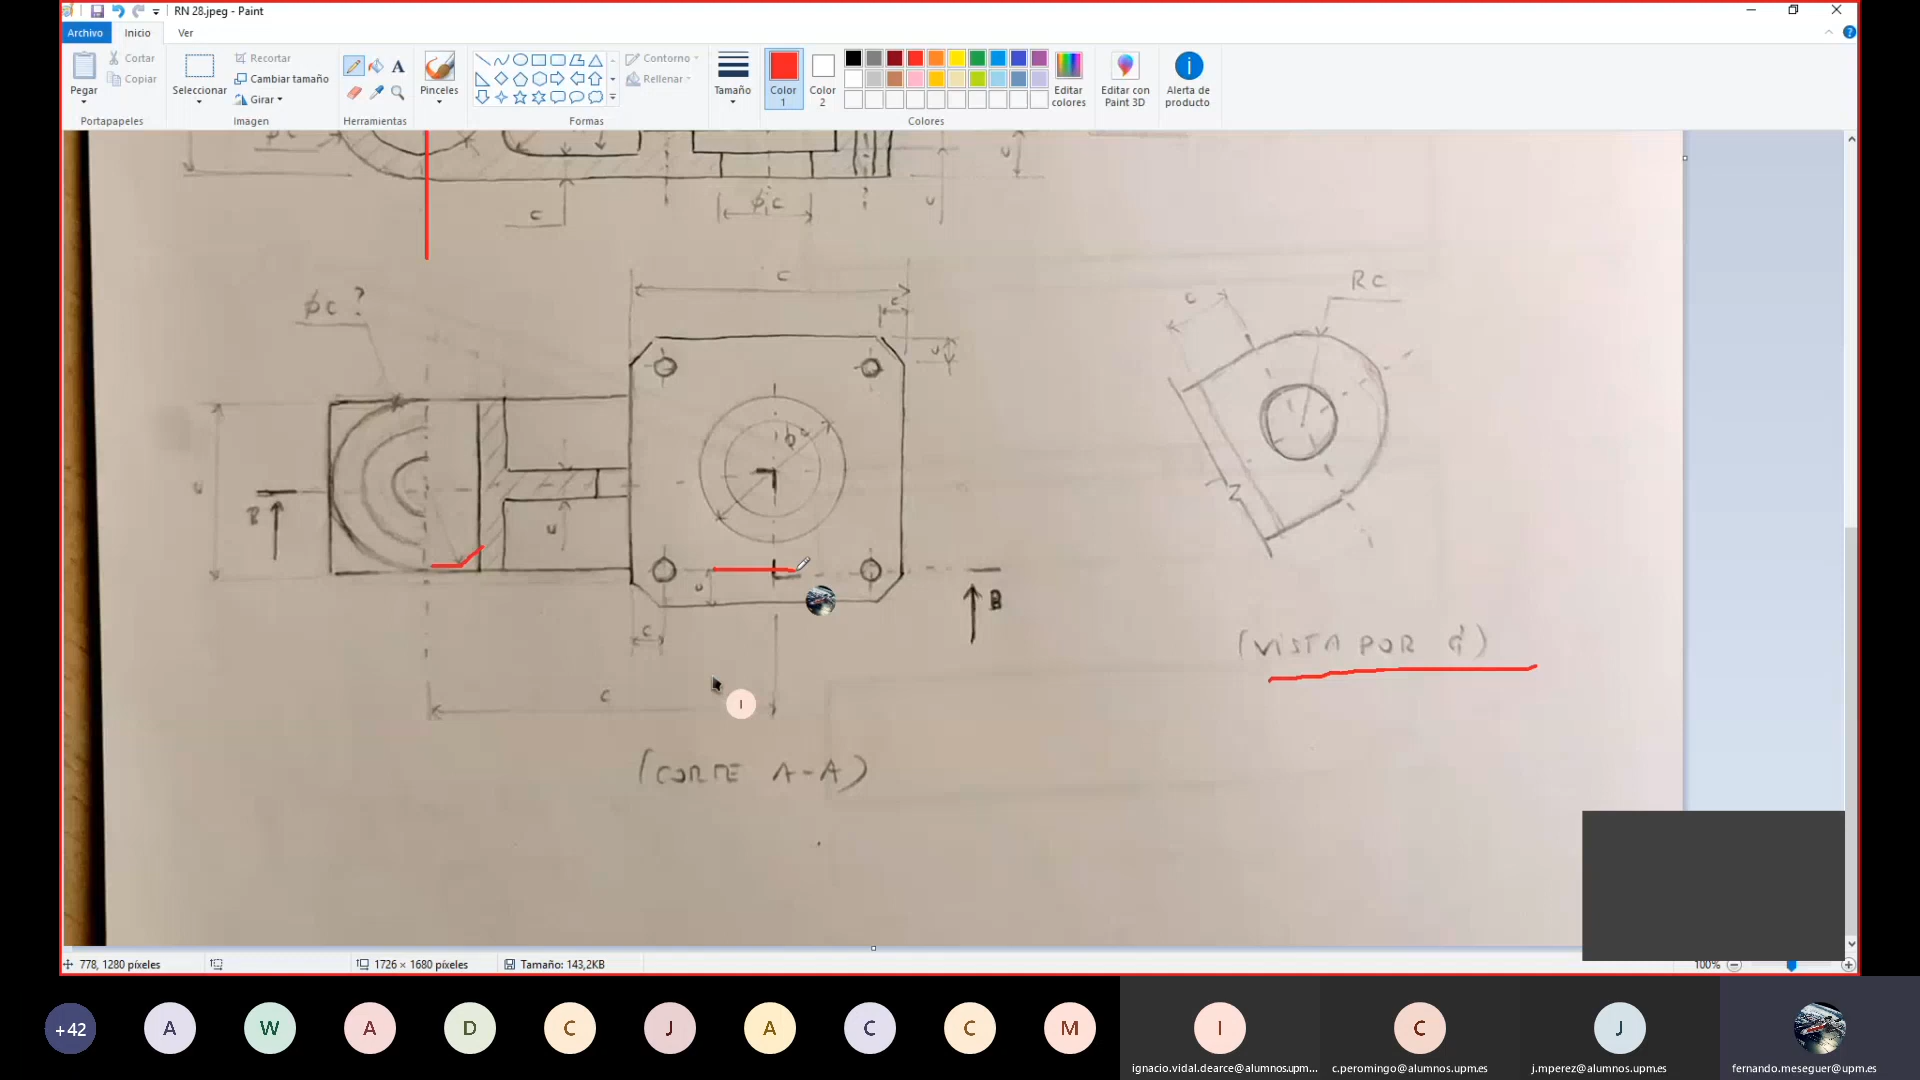 RN 28.jpeg - Paint
Archivo
Inicio
Ver
Pegar
Cortar
Copiar
Portapapeles
Seleccionar
Recortar
Cambiar tamaño
Girar
Imagen
Herramientas
Pinceles
Formas
Contorno
Rellenar
Tamaño
Color 1
Color 2
Colores
Editar colores
Editar con Paint 3D
Alerta de producto
C
ϕC
C
C
ϕC?
RC
C
B
C
B
C
C
(VISTA POR
I
(CORTE A-A)
778, 1280 píxeles
1726 × 1680 píxeles
Tamaño: 143,2KB
100%
+42
A
W
A
D
C
J
A
C
C
M
I
C
J
ignacio.vidal.dearce@alumnos.upm...
c.peromingo@alumnos.upm.es
j.mperez@alumnos.upm.es
fernando.meseguer@upm.es